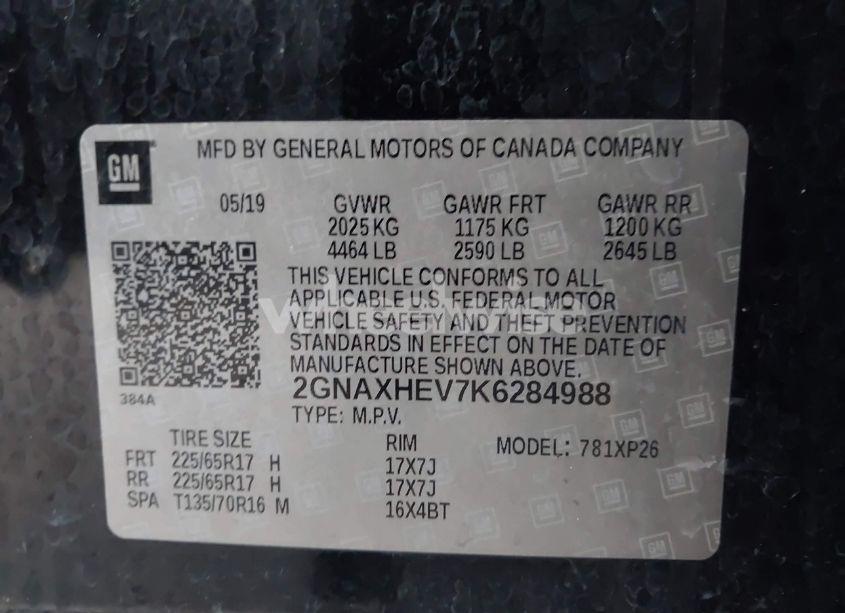 GM
MFD BY GENERAL MOTORS OF CANADA COMPANY
05/19 GVWR GAWR FRT GAWR RR
2025 KG 1175 KG 1200 KG
4464 LB 2590 LB 2645 LB
THIS VEHICLE CONFORMS TO ALL
APPLICABLE U.S. FEDERAL MOTOR
VEHICLE SAFETY AND THEFT PREVENTION
STANDARDS IN EFFECT ON THE DATE OF
MANUFACTURE SHOWN ABOVE.
384A
2GNAXHEV7K6284988
TYPE: M.P.V.
TIRE SIZE RIM MODEL: 781XP26
FRT 225/65R17 H 17X7J
RR 225/65R17 H 17X7J
SPA T135/70R16 M 16X4BT